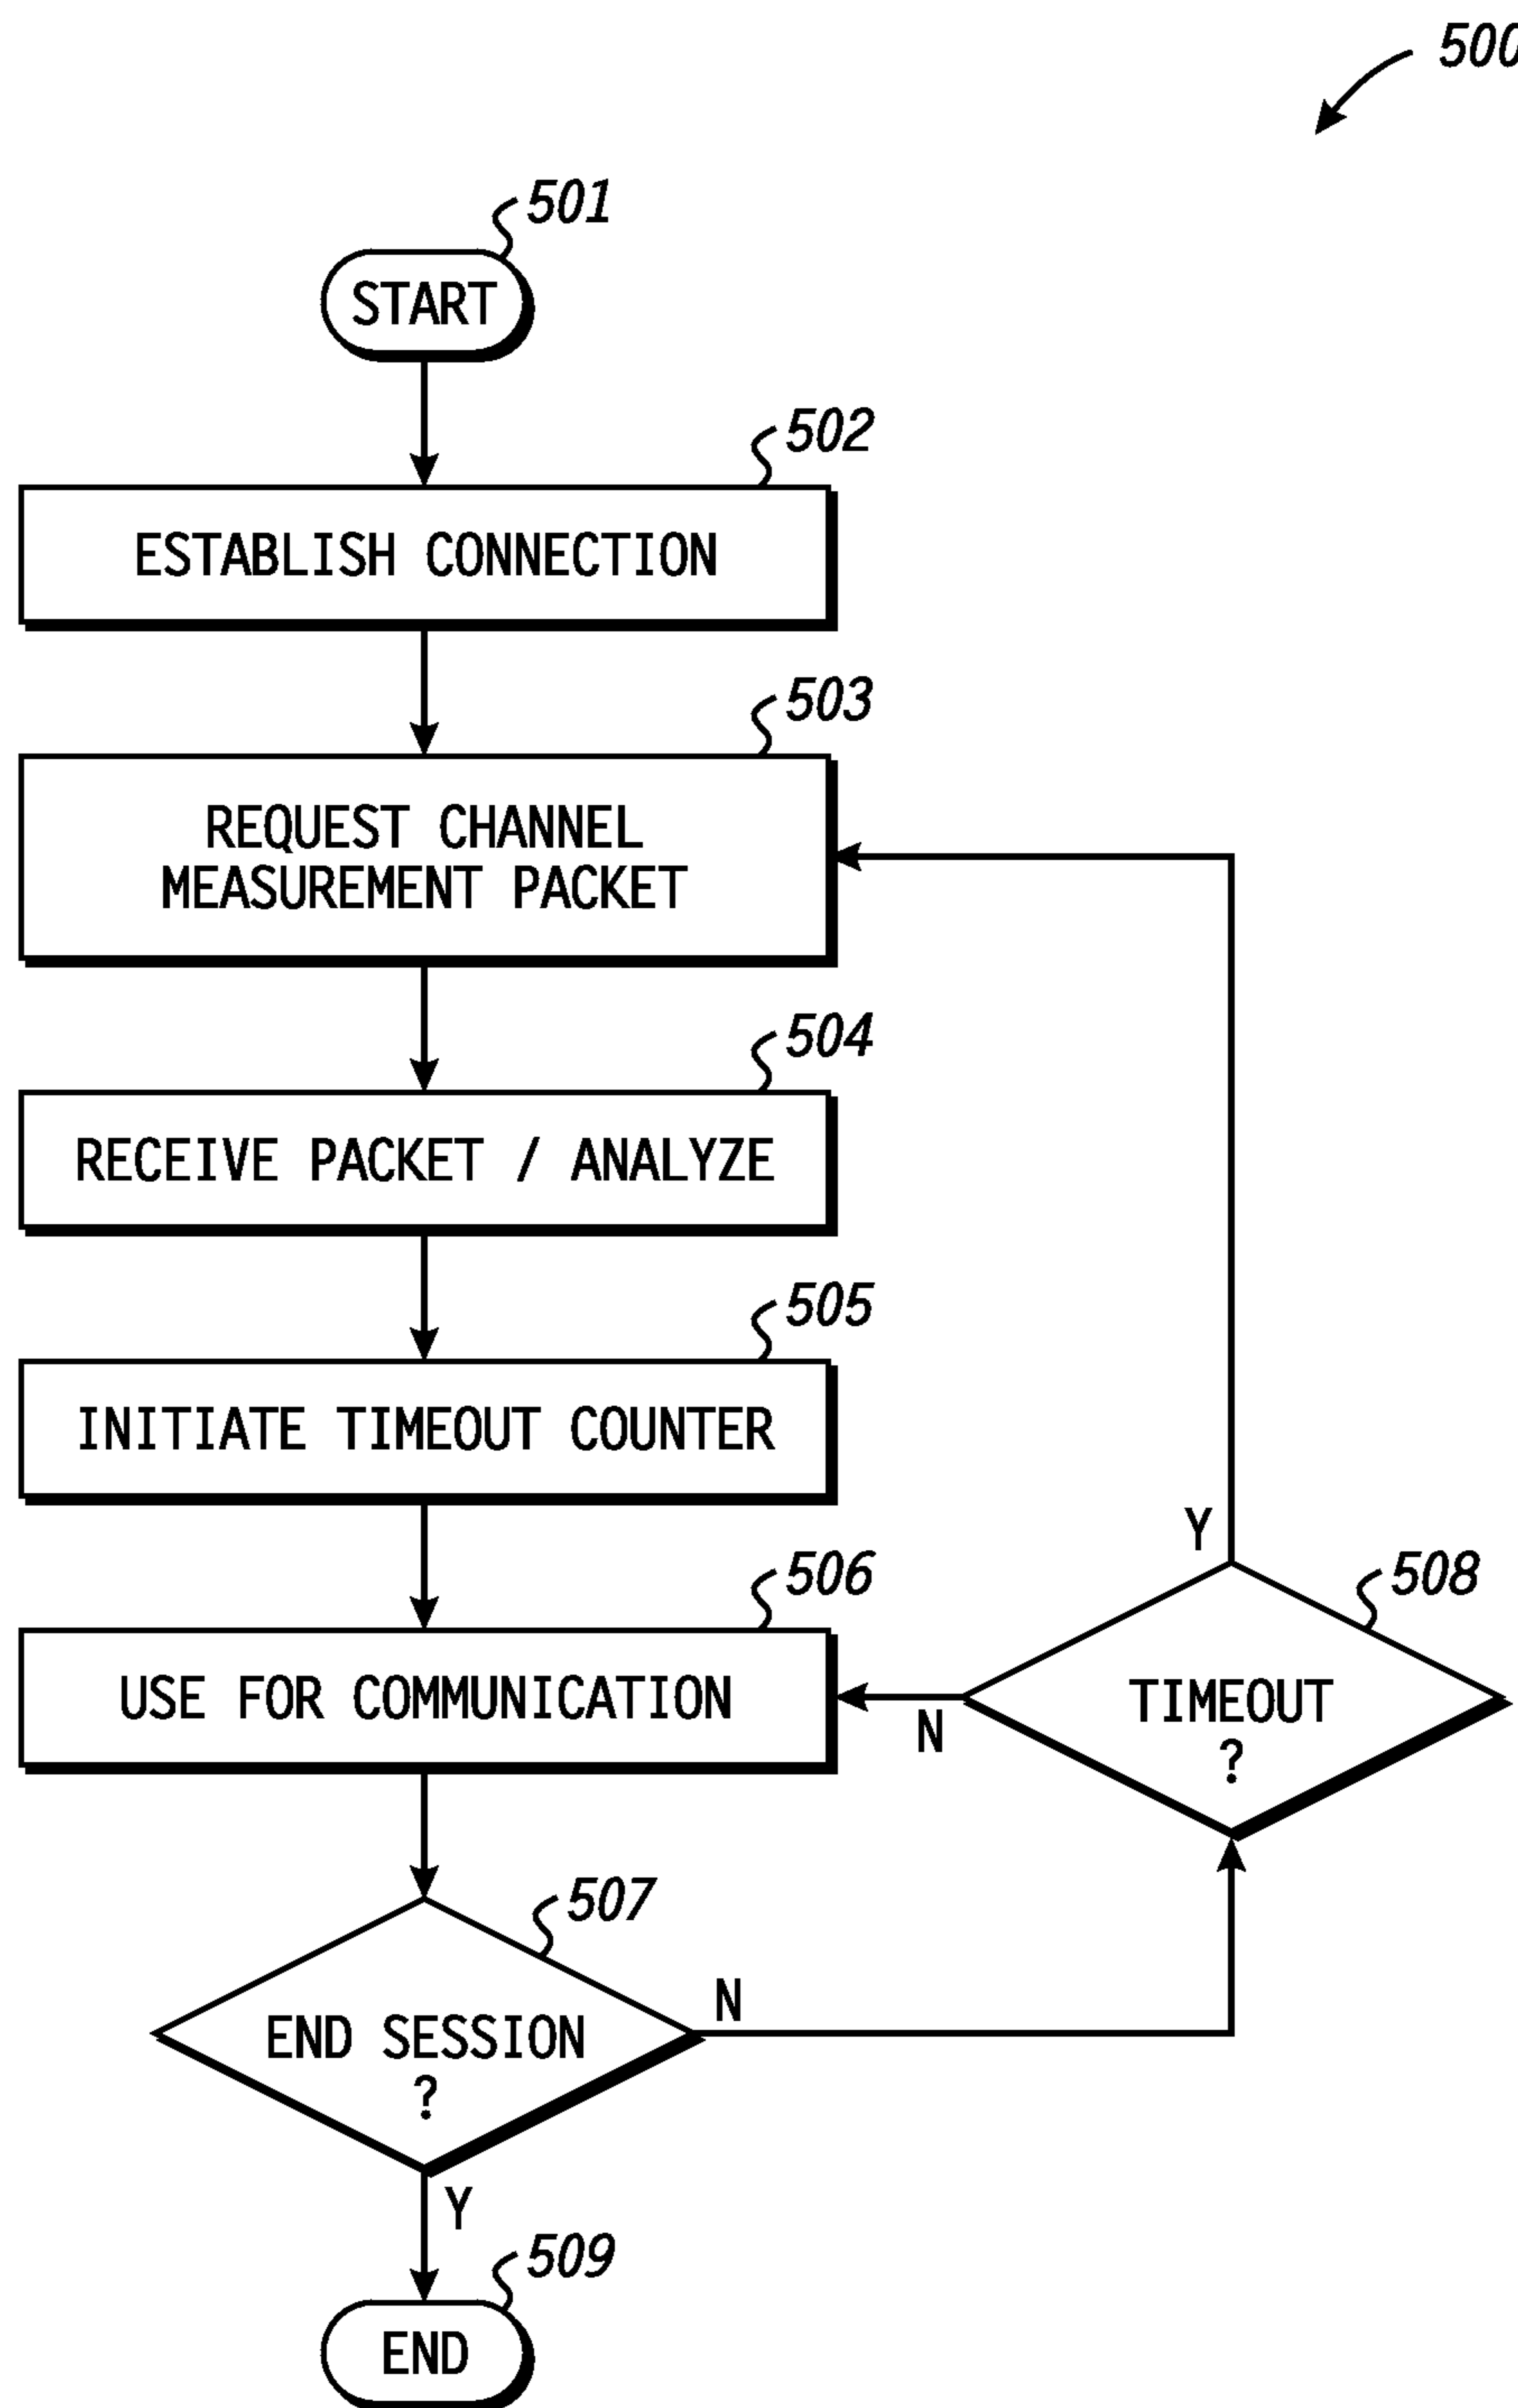 500
501
START
502
ESTABLISH CONNECTION
503
REQUEST CHANNEL
MEASUREMENT PACKET
504
RECEIVE PACKET / ANALYZE
505
INITIATE TIMEOUT COUNTER
506
USE FOR COMMUNICATION
Y
508
TIMEOUT
?
N
507
END SESSION
?
N
Y
509
END